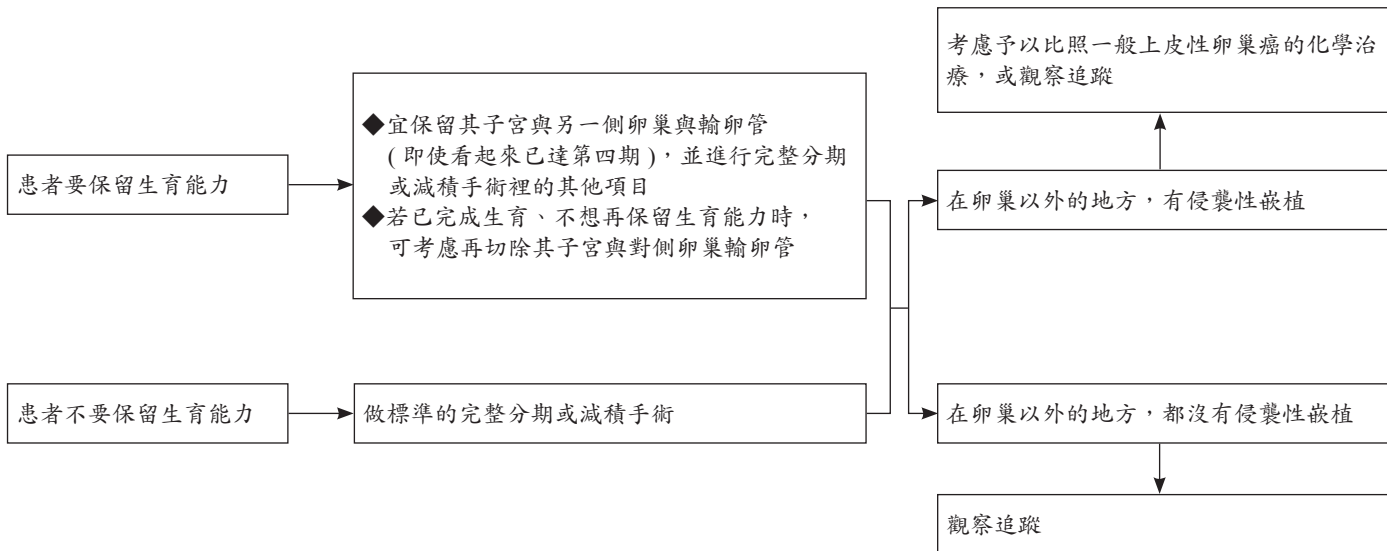 患者要保留生育能力
◆宜保留其子宮與另一側卵巢與輸卵管
(即使看起來已達第四期)，並進行完整分期
或減積手術裡的其他項目
◆若已完成生育、不想再保留生育能力時，
可考慮再切除其子宮與對側卵巢輸卵管
患者不要保留生育能力
做標準的完整分期或減積手術
考慮予以比照一般上皮性卵巢癌的化學治
療，或觀察追蹤
在卵巢以外的地方，有侵襲性嵌植
在卵巢以外的地方，都沒有侵襲性嵌植
觀察追蹤